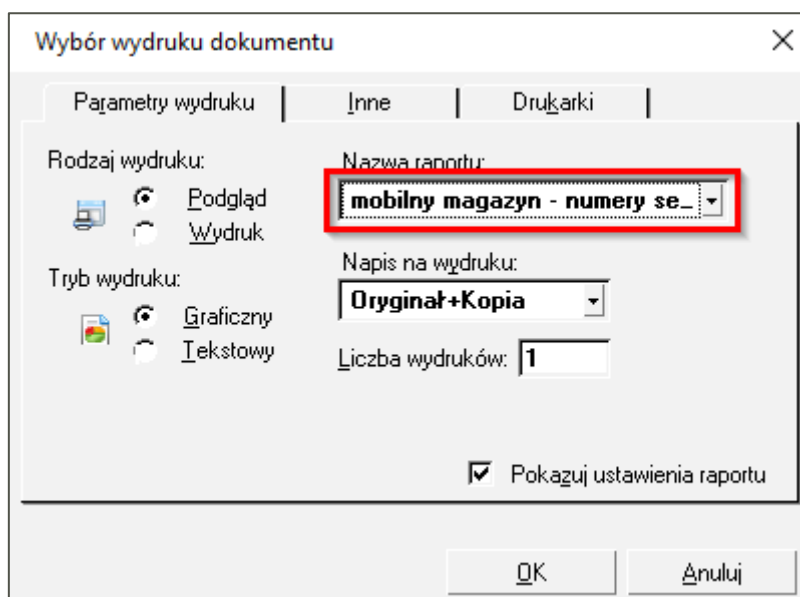 Wybór wydruku dokumentu
Parametry wydruku
Inne
Drukarki
Rodzaj wydruku:
Podgląd
Wydruk
Tryb wydruku:
Graficzny
Tekstowy
Nazwa raportu:
mobilny magazyn - numery se...
Napis na wydruku:
Oryginał+Kopia
Liczba wydruków: 1
Pokazuj ustawienia raportu
OK
Anuluj